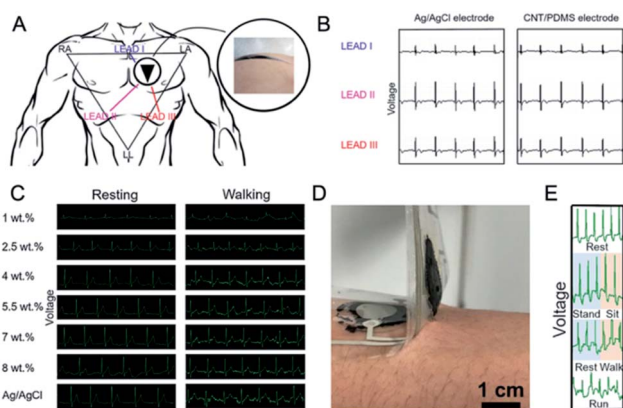 A
RA
LEAD I
LA
LEAD II
LEAD III
LL
B
Ag/AgCl electrode
CNT/PDMS electrode
LEAD I
LEAD II
LEAD III
Voltage
C
Resting
Walking
1 wt.%
2.5 wt.%
4 wt.%
5.5 wt.%
7 wt.%
8 wt.%
Ag/AgCl
Voltage
D
1 cm
E
Voltage
Rest
Stand Sit
Rest Walk
Run